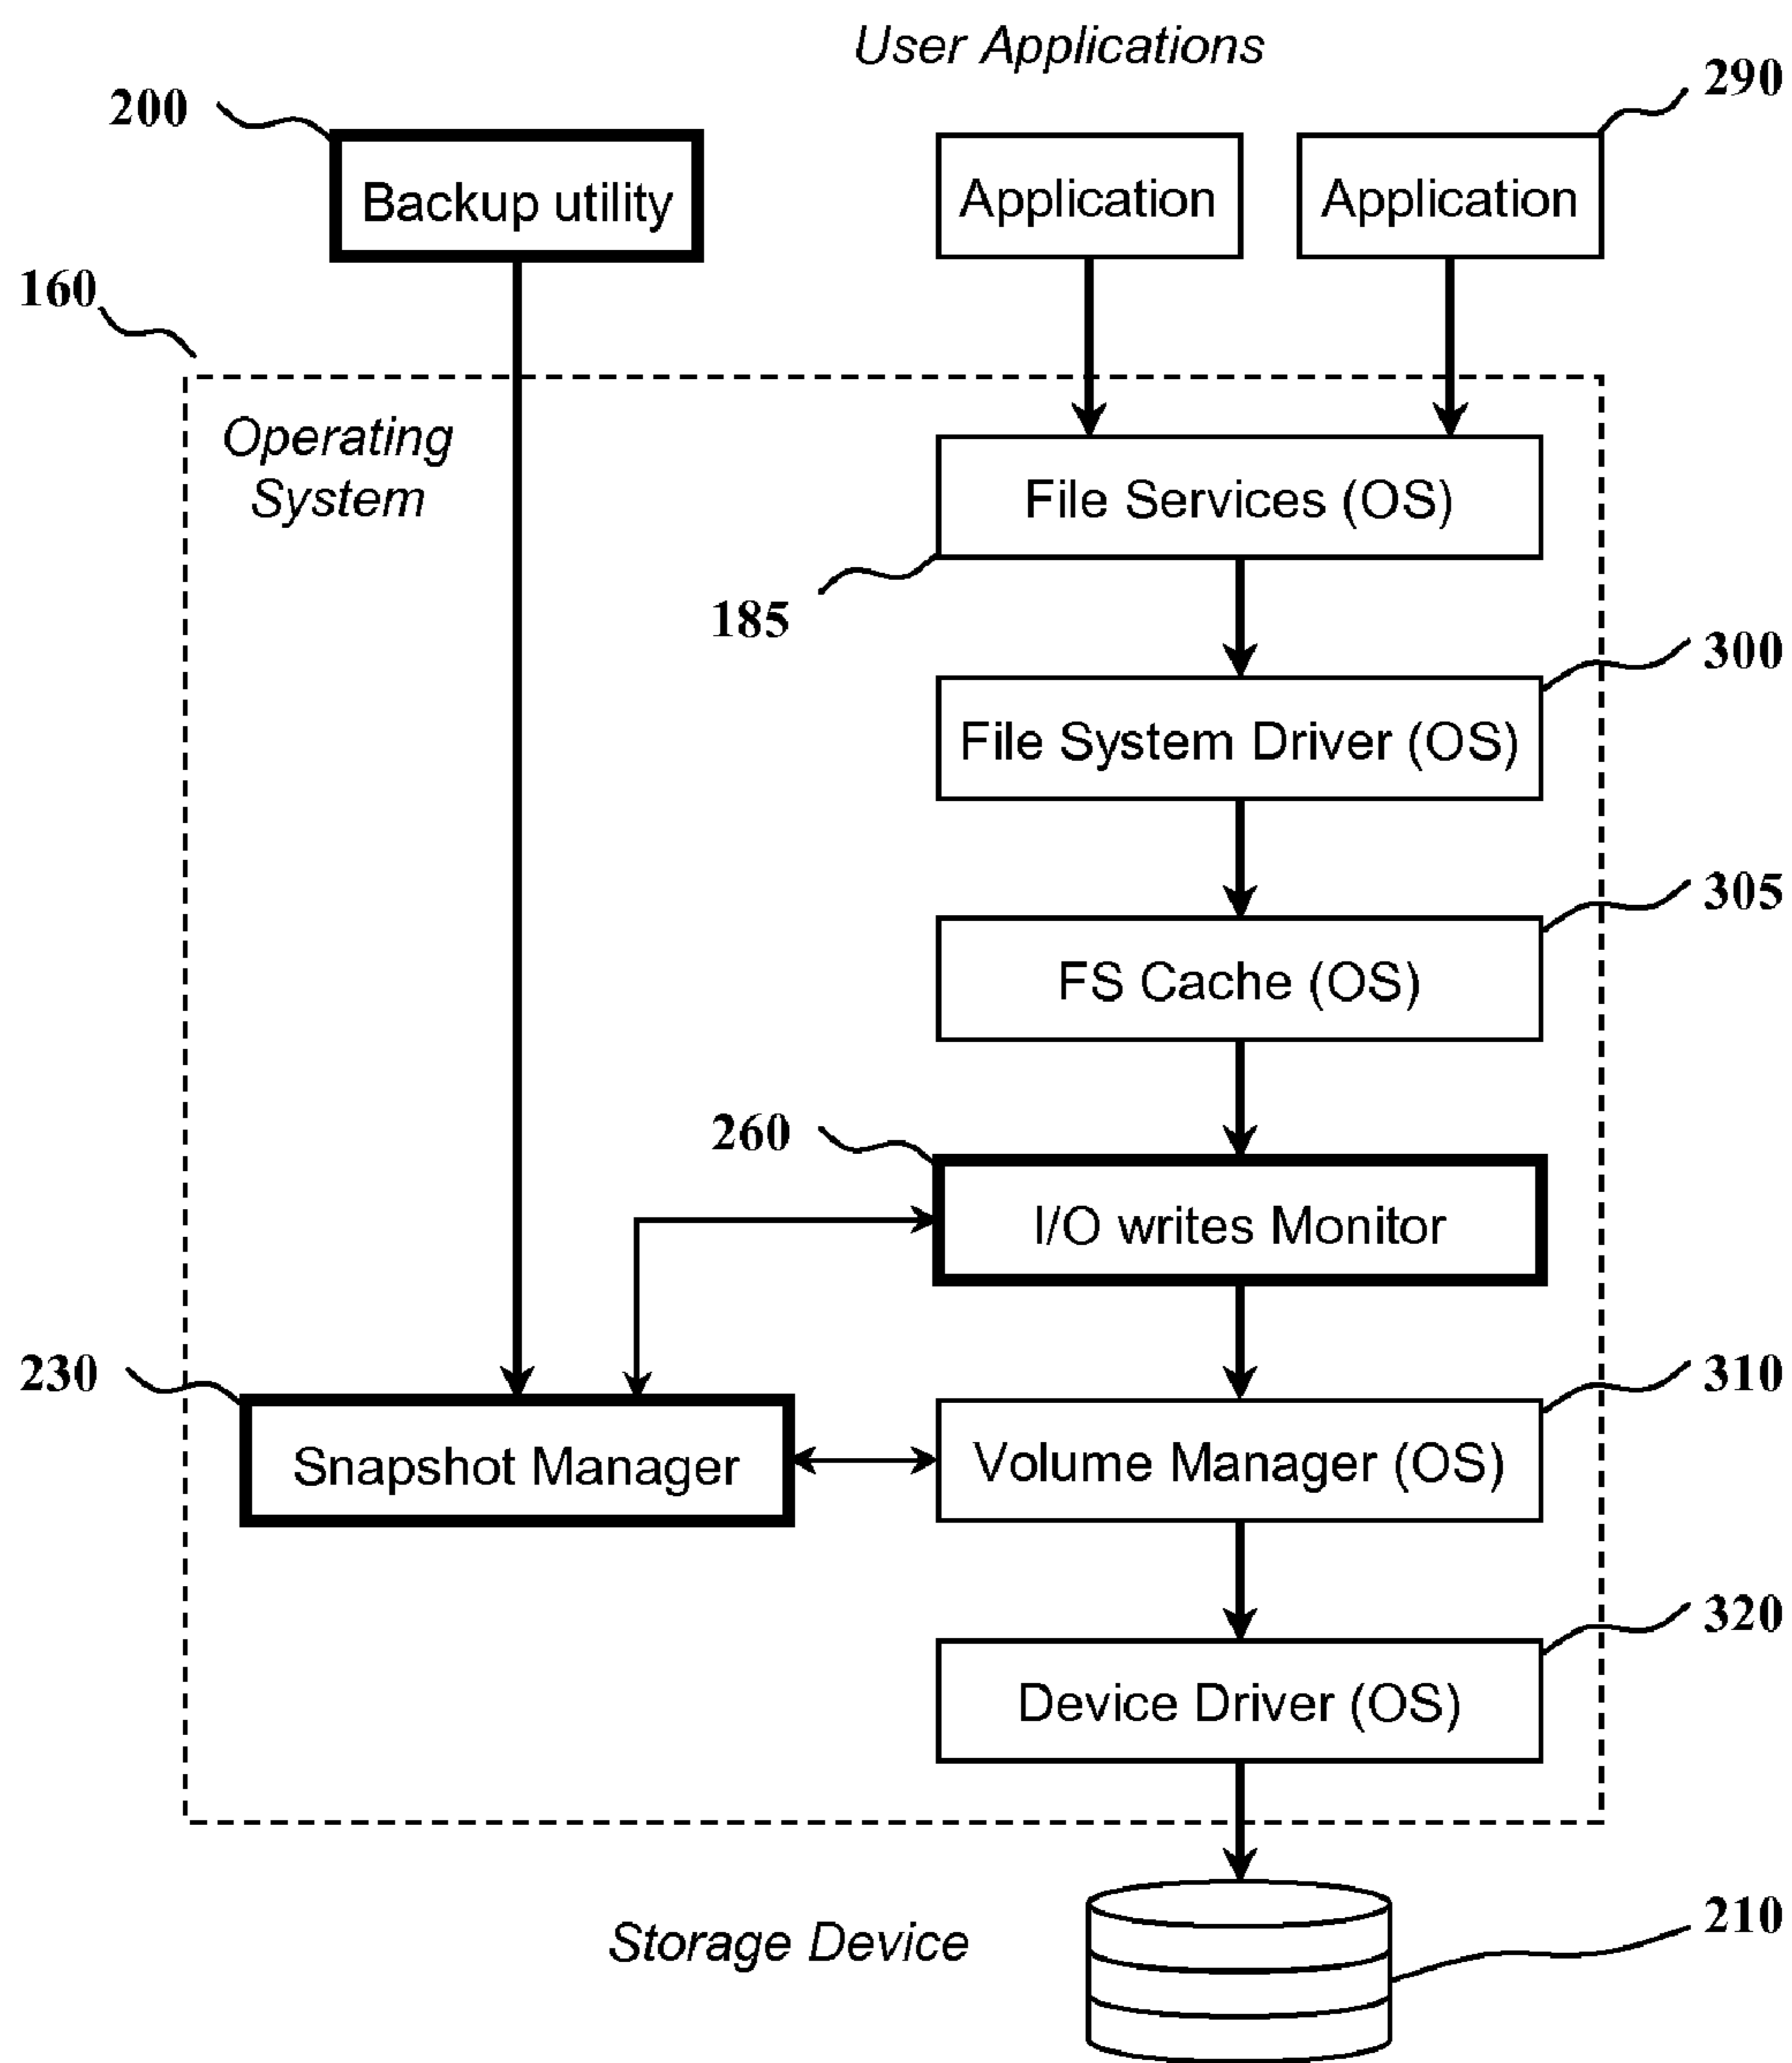 User Applications
290
200
Backup utility
Application
Application
160
Operating
System
File Services (OS)
185
300
File System Driver (OS)
305
FS Cache (OS)
260
I/O writes Monitor
230
310
Snapshot Manager
Volume Manager (OS)
320
Device Driver (OS)
210
Storage Device